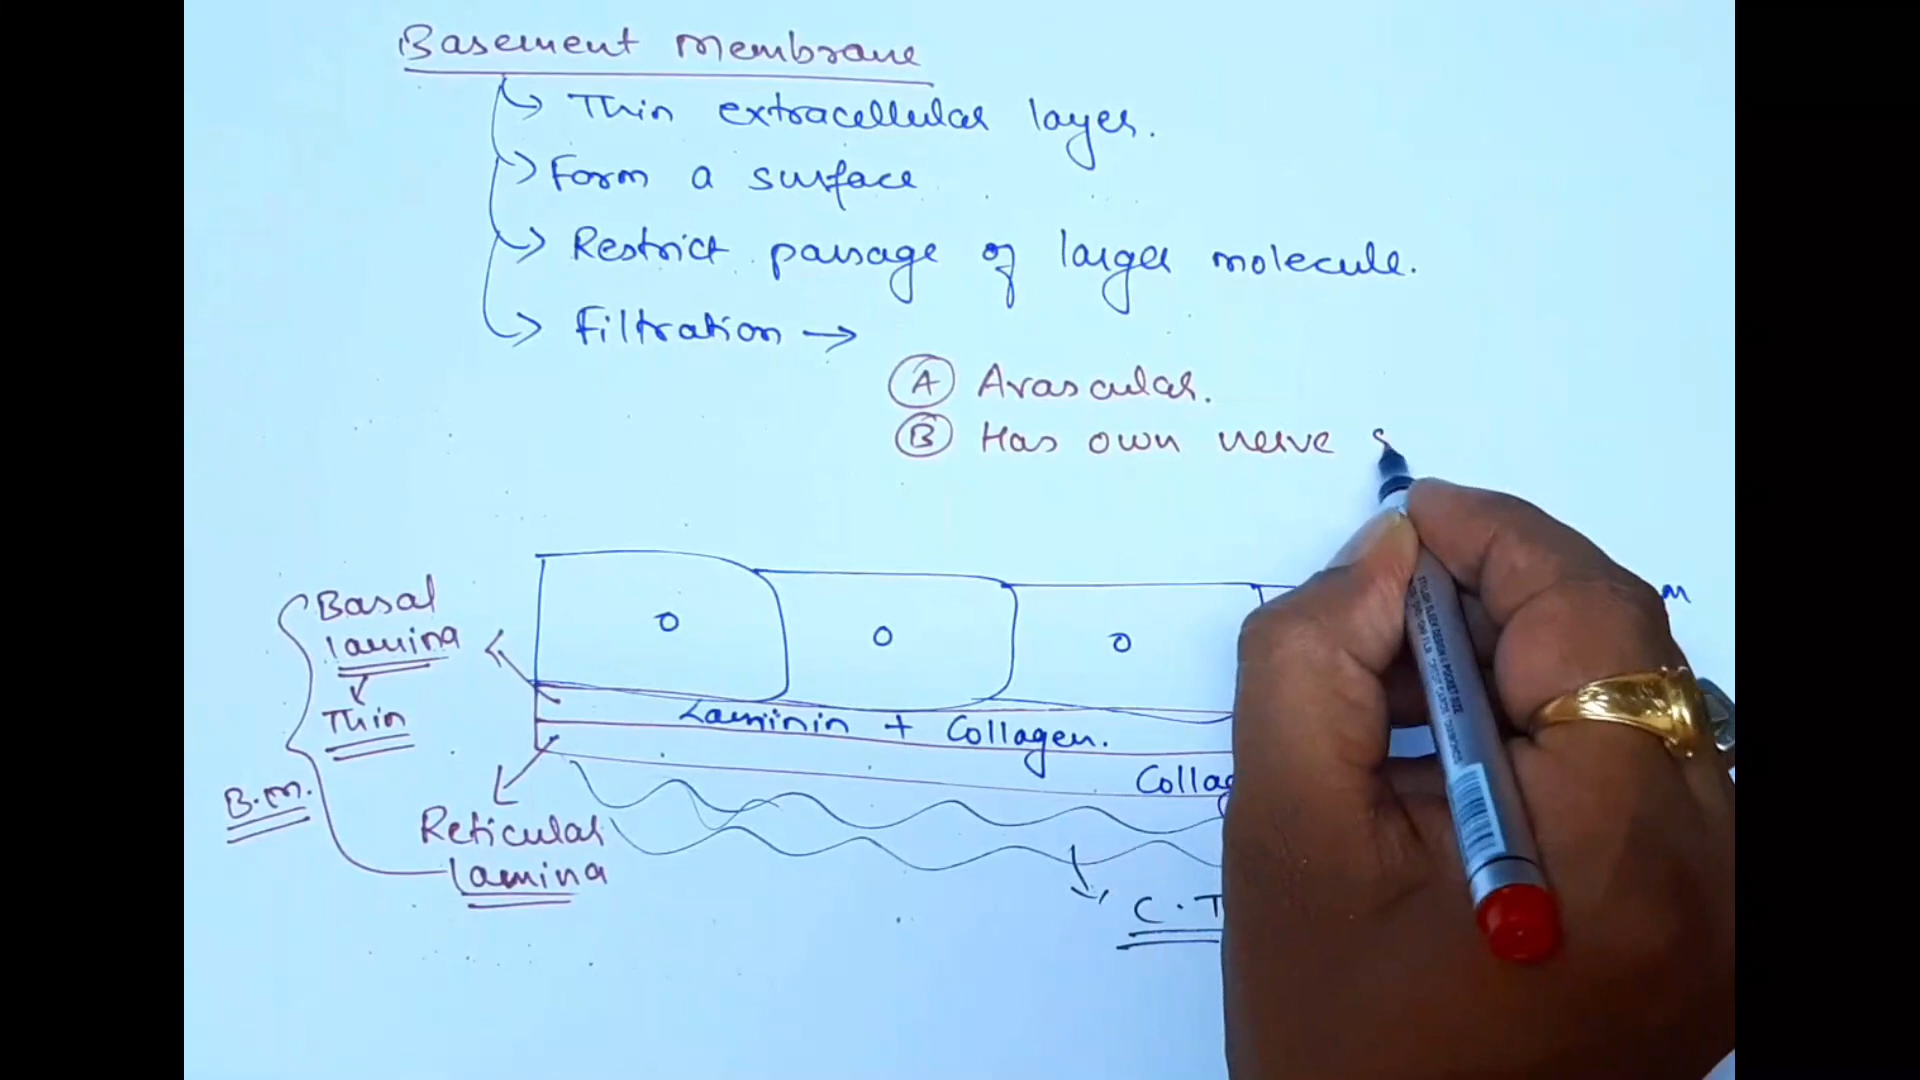 Basement Membrane
Thin extracellular layer.
Form a surface
Restrict passage of larger molecule.
Filtration →
A Avascular.
B Has own nerve s
Basal
lamina
Thin
B.m.
Reticular
lamina
Laminin + Collagen.
Collag
C.T